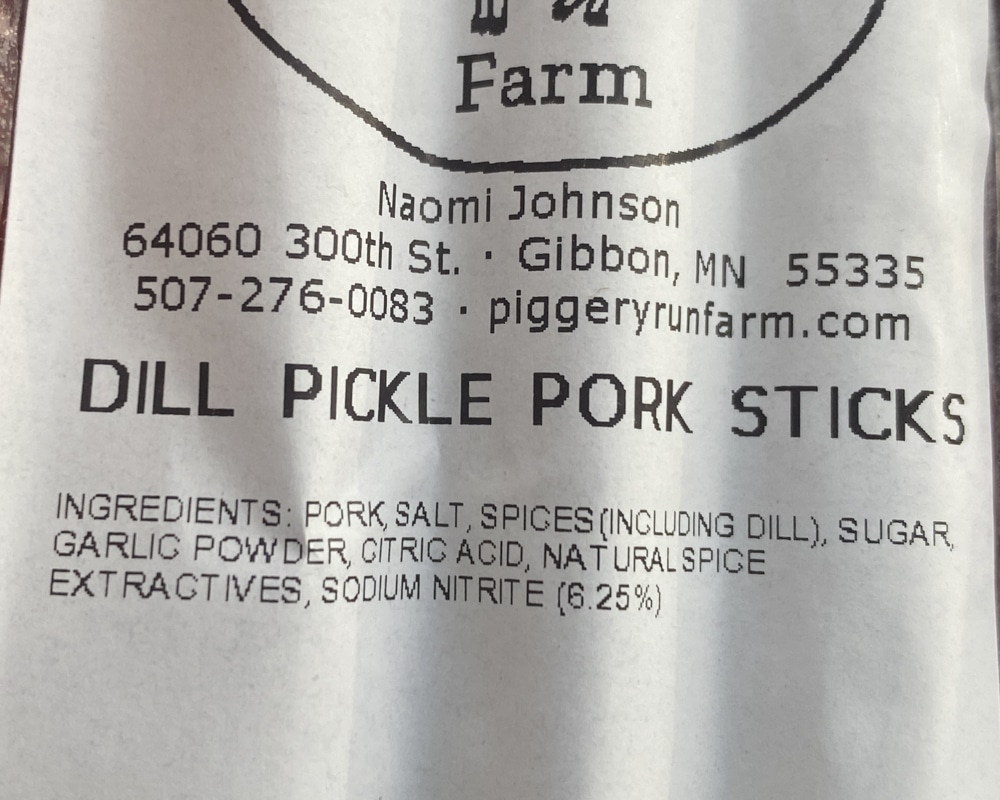 Farm
Naomi Johnson
64060 300th St. · Gibbon, MN 55335
507-276-0083 · piggeryrunfarm.com
DILL PICKLE PORK STICKS
INGREDIENTS: PORK, SALT, SPICES (INCLUDING DILL), SUGAR,
GARLIC POWDER, CITRIC ACID, NATURAL SPICE
EXTRACTIVES, SODIUM NITRITE (6.25%)